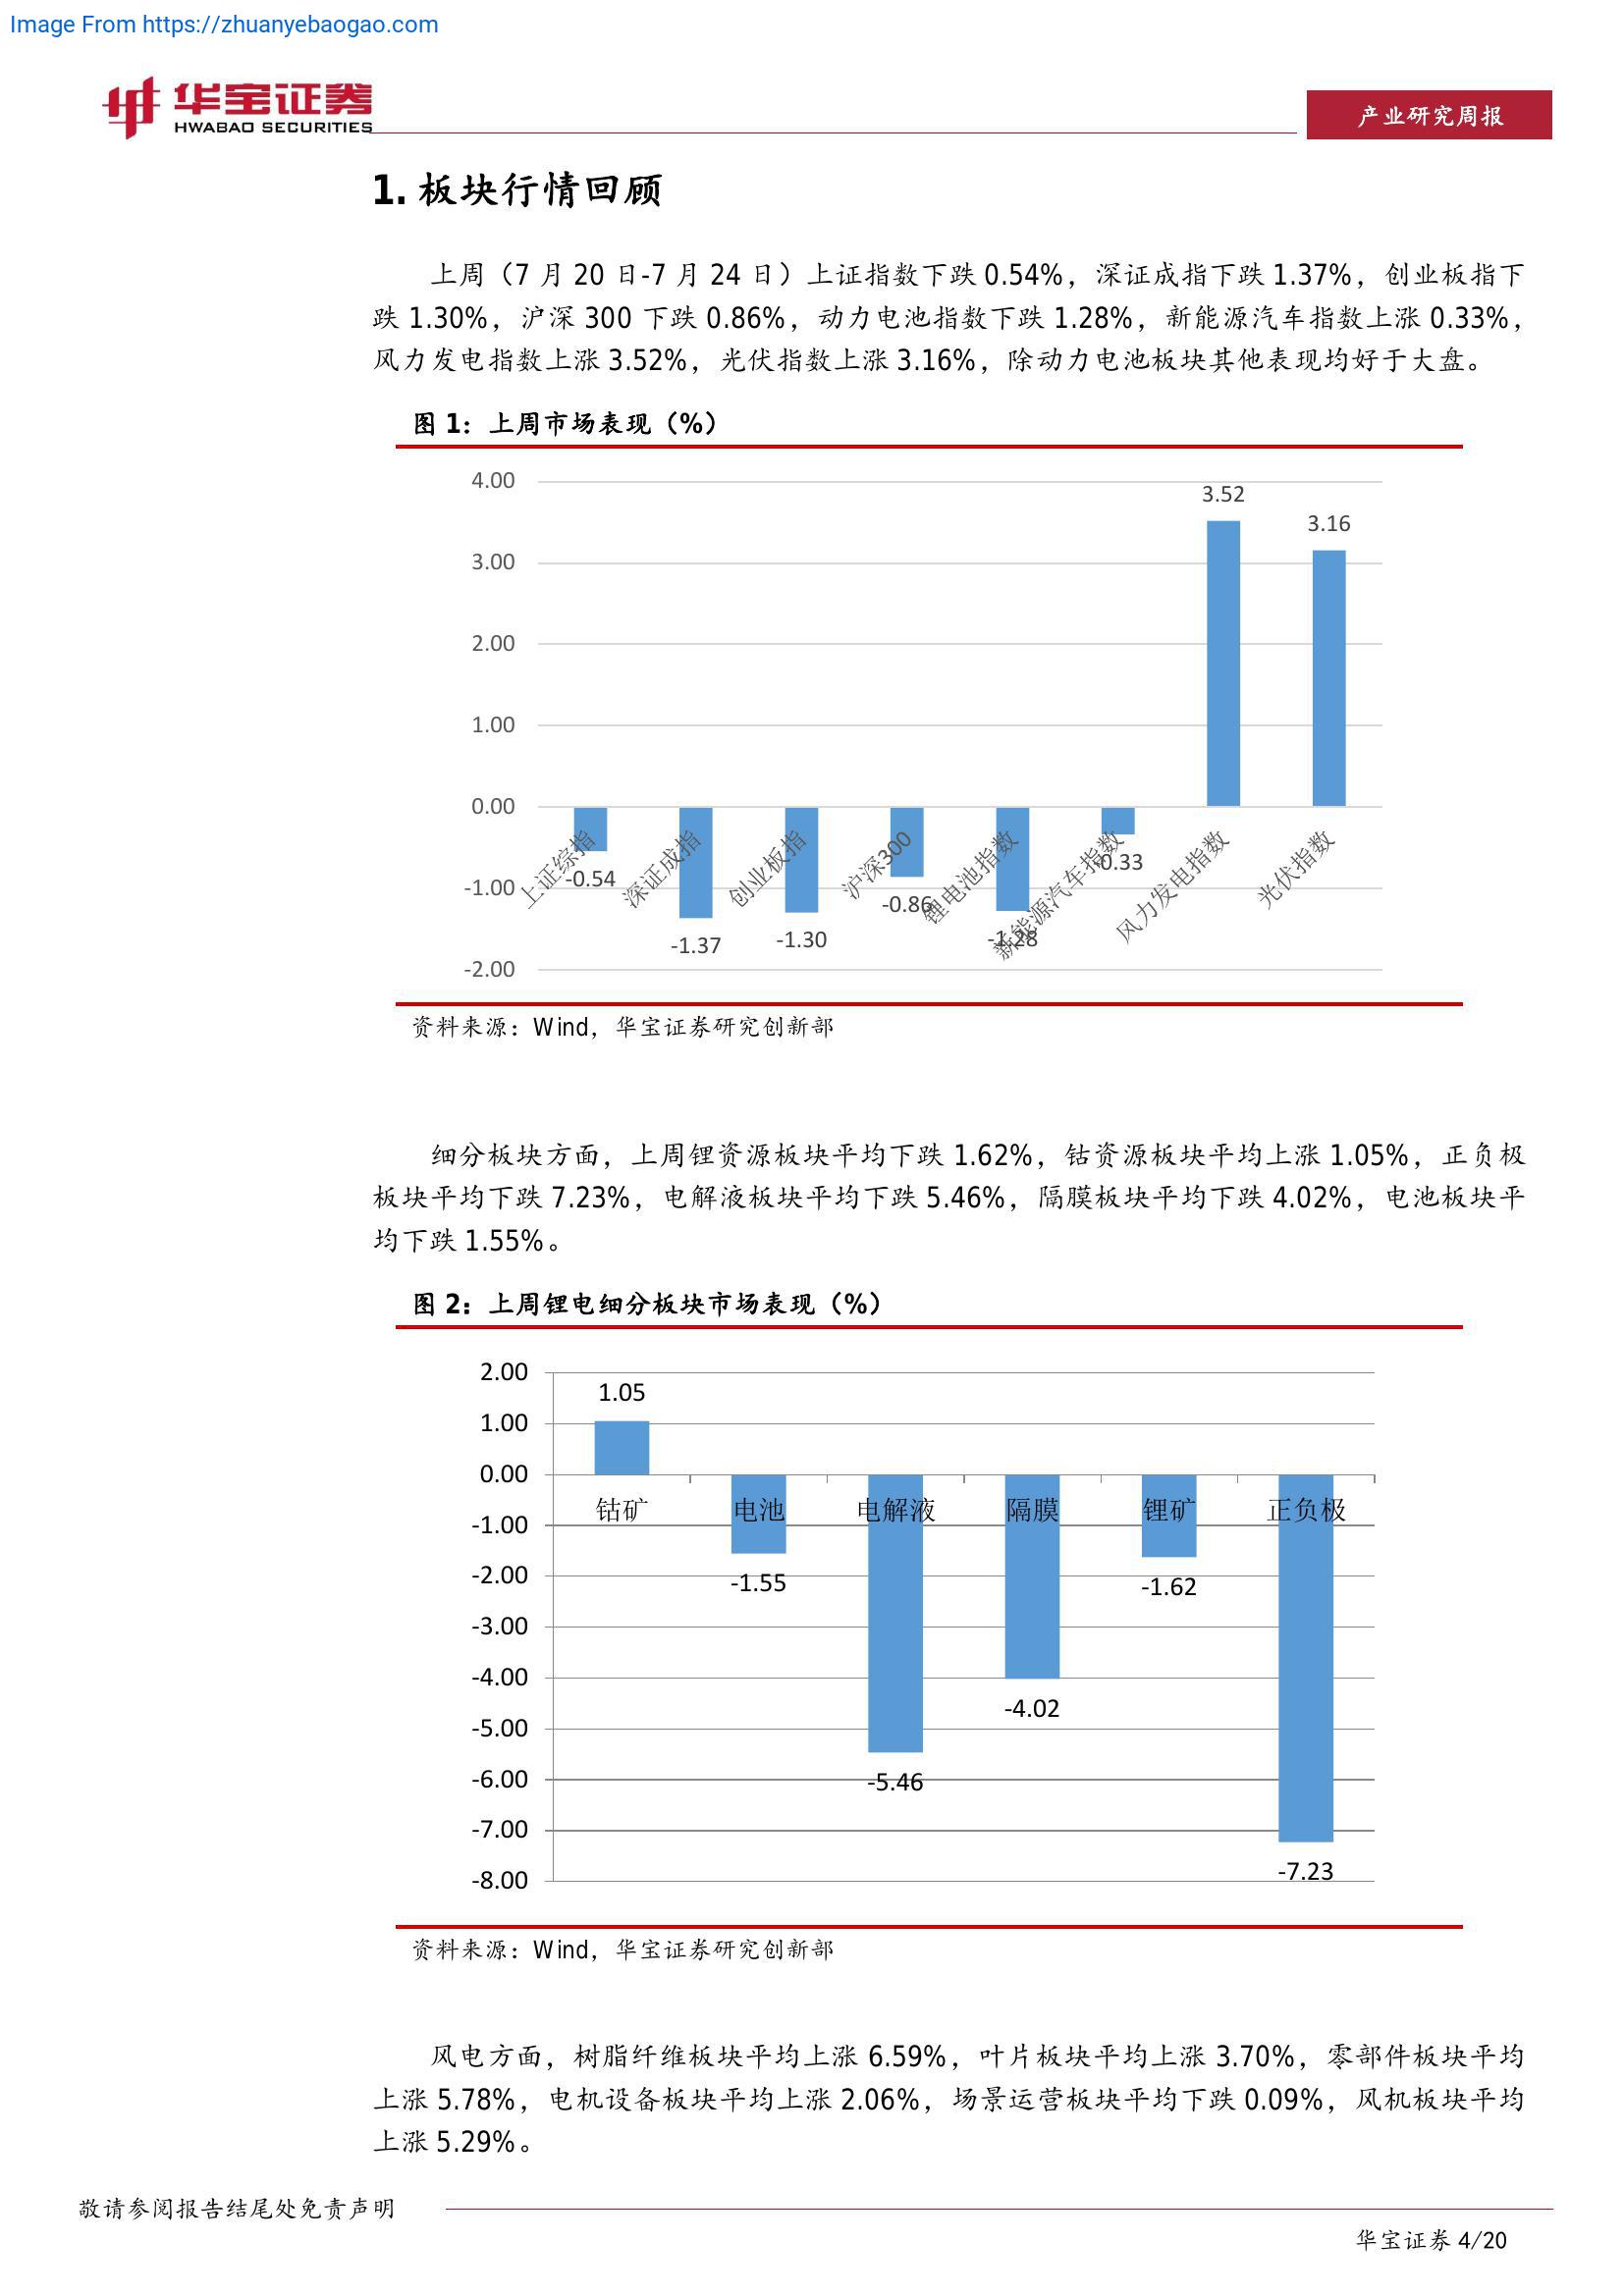 Image From https://zhuanyebaogao.com
华宝证券
HWABAO SECURITIES
产业研究周报
1. 板块行情回顾
上周（7 月 20 日-7 月 24 日）上证指数下跌 0.54%，深证成指下跌 1.37%，创业板指下
跌 1.30%，沪深 300 下跌 0.86%，动力电池指数下跌 1.28%，新能源汽车指数上涨 0.33%，
风力发电指数上涨 3.52%，光伏指数上涨 3.16%，除动力电池板块其他表现均好于大盘。
图 1：上周市场表现（%）
4.00
3.00
2.00
1.00
0.00
-1.00
-2.00
上证综指 深证成指 创业板指 沪深300 锂电池指数 新能源汽车指数 风力发电指数 光伏指数
-0.54 -1.37 -1.30 -0.86 -1.28 -0.33 3.52 3.16
资料来源：Wind，华宝证券研究创新部
细分板块方面，上周锂资源板块平均下跌 1.62%，钴资源板块平均上涨 1.05%，正负极
板块平均下跌 7.23%，电解液板块平均下跌 5.46%，隔膜板块平均下跌 4.02%，电池板块平
均下跌 1.55%。
图 2：上周锂电细分板块市场表现（%）
2.00
1.00
0.00
-1.00
-2.00
-3.00
-4.00
-5.00
-6.00
-7.00
-8.00
钴矿 电池 电解液 隔膜 锂矿 正负极
1.05 -1.55 -5.46 -4.02 -1.62 -7.23
资料来源：Wind，华宝证券研究创新部
风电方面，树脂纤维板块平均上涨 6.59%，叶片板块平均上涨 3.70%，零部件板块平均
上涨 5.78%，电机设备板块平均上涨 2.06%，场景运营板块平均下跌 0.09%，风机板块平均
上涨 5.29%。
敬请参阅报告结尾处免责声明
华宝证券 4/20